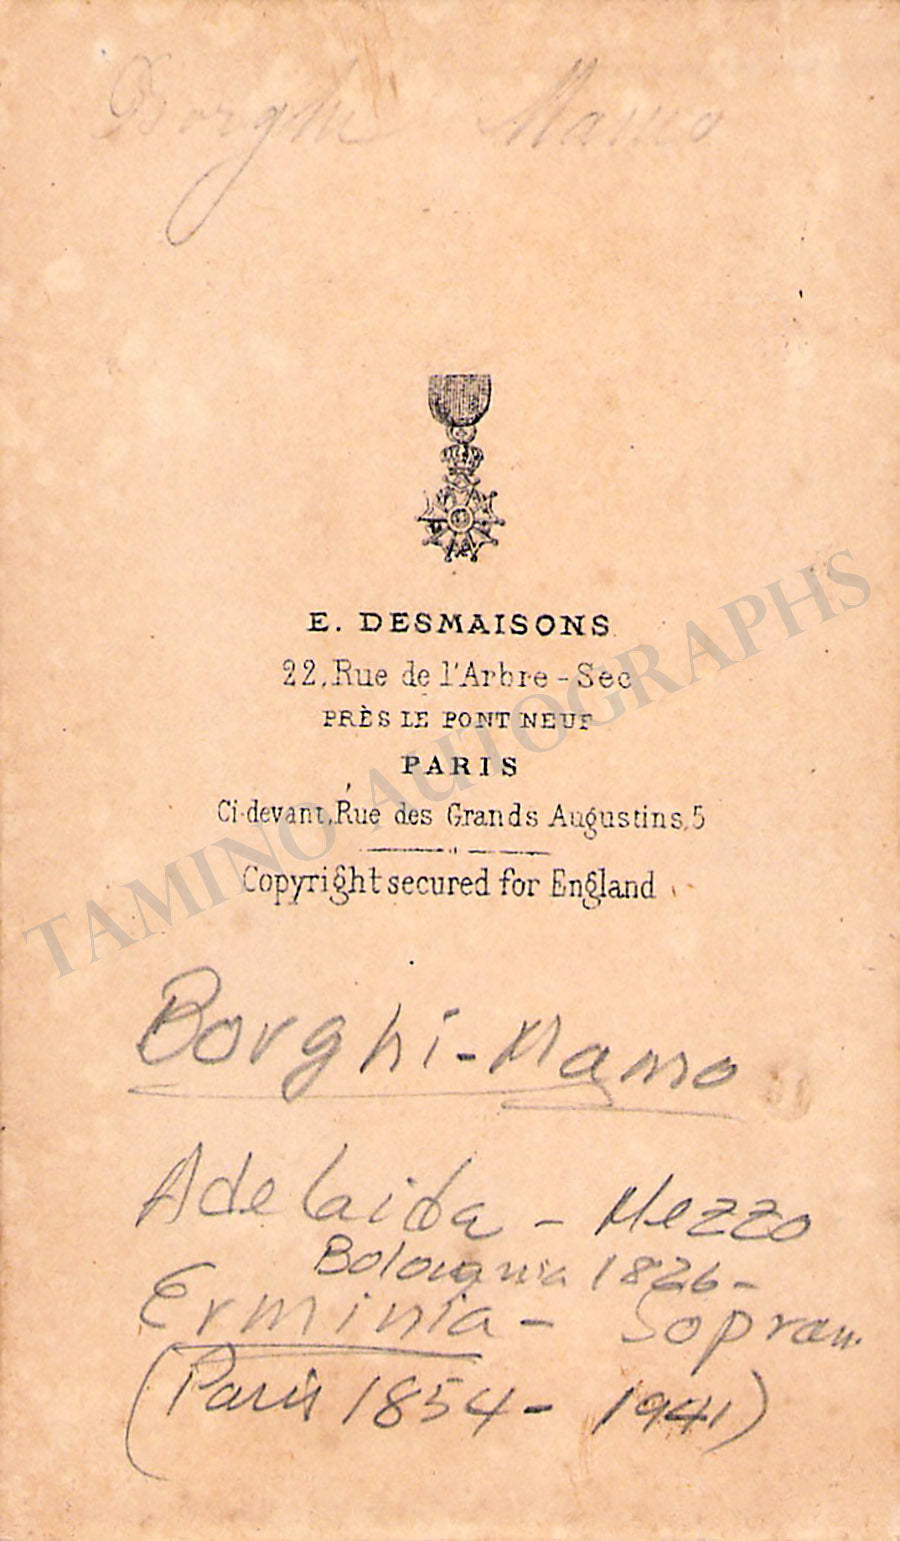 Borghi Mamo
E. DESMAISONS
22, Rue de l'Arbre-Sec
PRÈS LE PONT NEUF
PARIS
Ci-devant, Rue des Grands Augustins, 5
Copyright secured for England
TAMINO AUTOGRAPHS
Borghi-Mamo
Adelaida - Mezzo
1826-
Erminia - Sopran
(Paris 1854 - 1941)